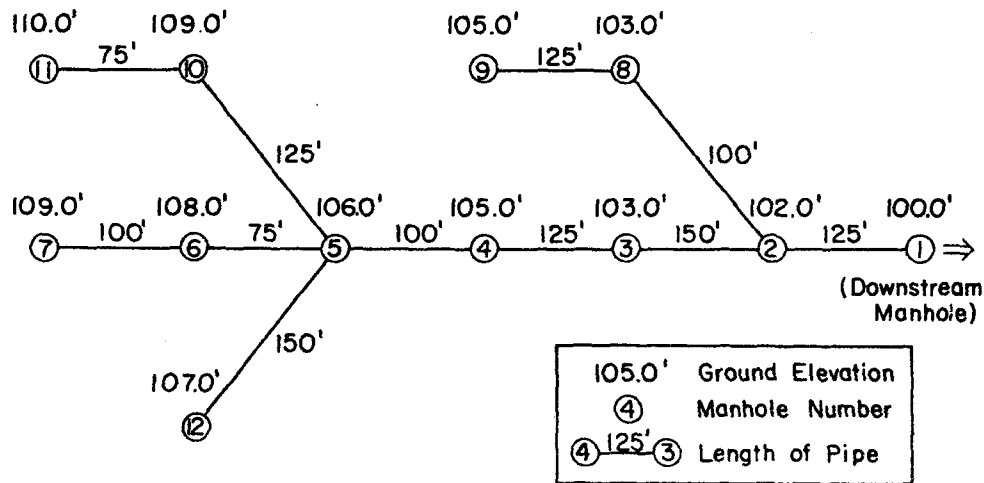 110.0' 109.0' 105.0' 103.0'
11 75' 10 9 125' 8
125' 100'
109.0' 108.0' 106.0' 105.0' 103.0' 102.0' 100.0'
7 100' 6 75' 5 100' 4 125' 3 150' 2 125' 1 ⇒
(Downstream
Manhole)
150'
107.0'
12
105.0' Ground Elevation
4 Manhole Number
4 125' 3 Length of Pipe